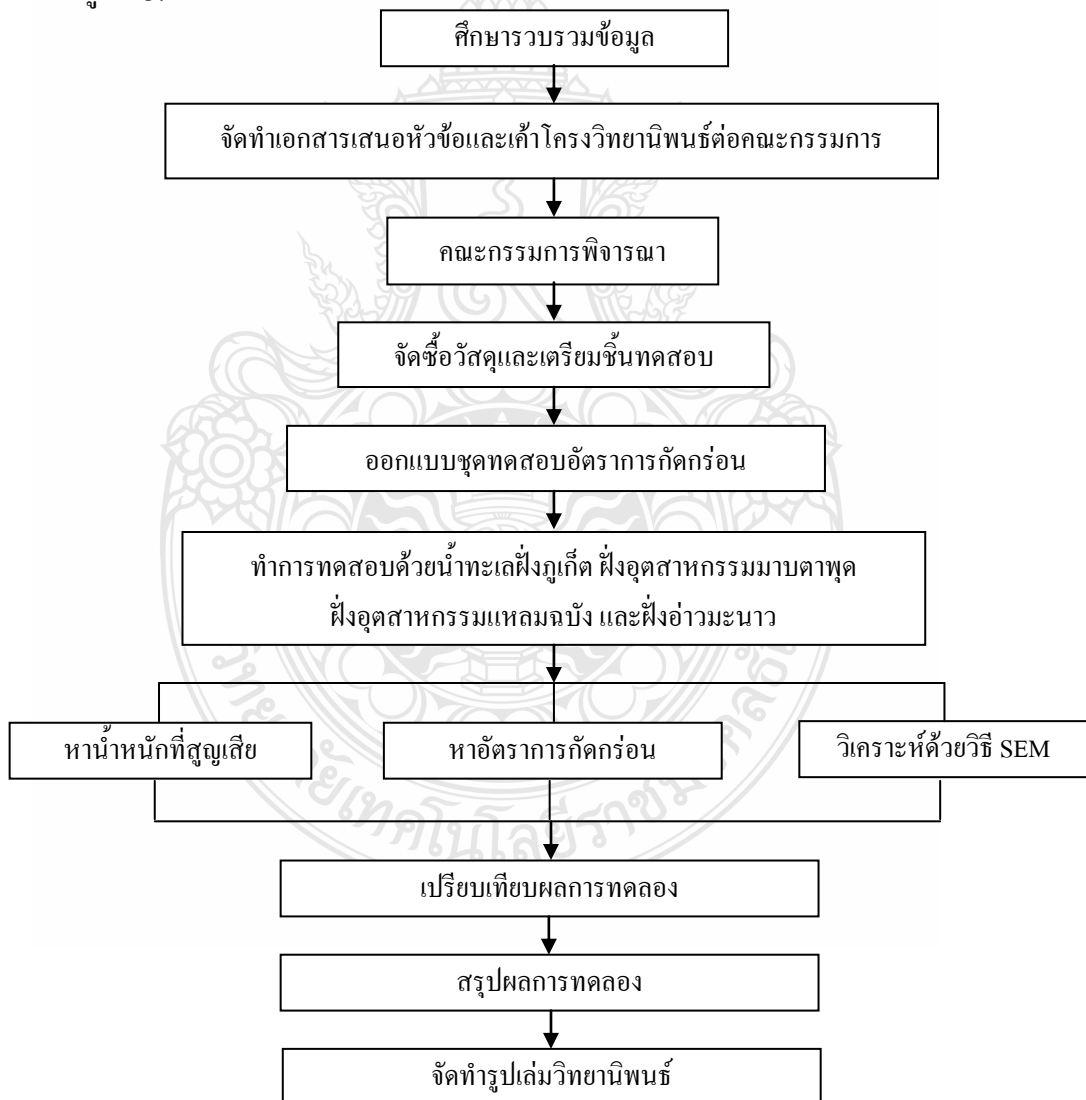 ศึกษารวบรวมข้อมูล
จัดทำเอกสารเสนอหัวข้อและเค้าโครงวิทยานิพนธ์ต่อคณะกรรมการ
คณะกรรมการพิจารณา
จัดซื้อวัสดุและเตรียมชิ้นทดสอบ
ออกแบบชุดทดสอบอัตราการกัดกร่อน
ทำการทดสอบด้วยน้ำทะเลฝั่งภูเก็ต ฝั่งอุตสาหกรรมมาบตาพุด
ฝั่งอุตสาหกรรมแหลมฉบัง และฝั่งอ่าวมะนาว
หาน้ำหนักที่สูญเสีย
หาอัตราการกัดกร่อน
วิเคราะห์ด้วยวิธี SEM
เปรียบเทียบผลการทดลอง
สรุปผลการทดลอง
จัดทำรูปเล่มวิทยานิพนธ์